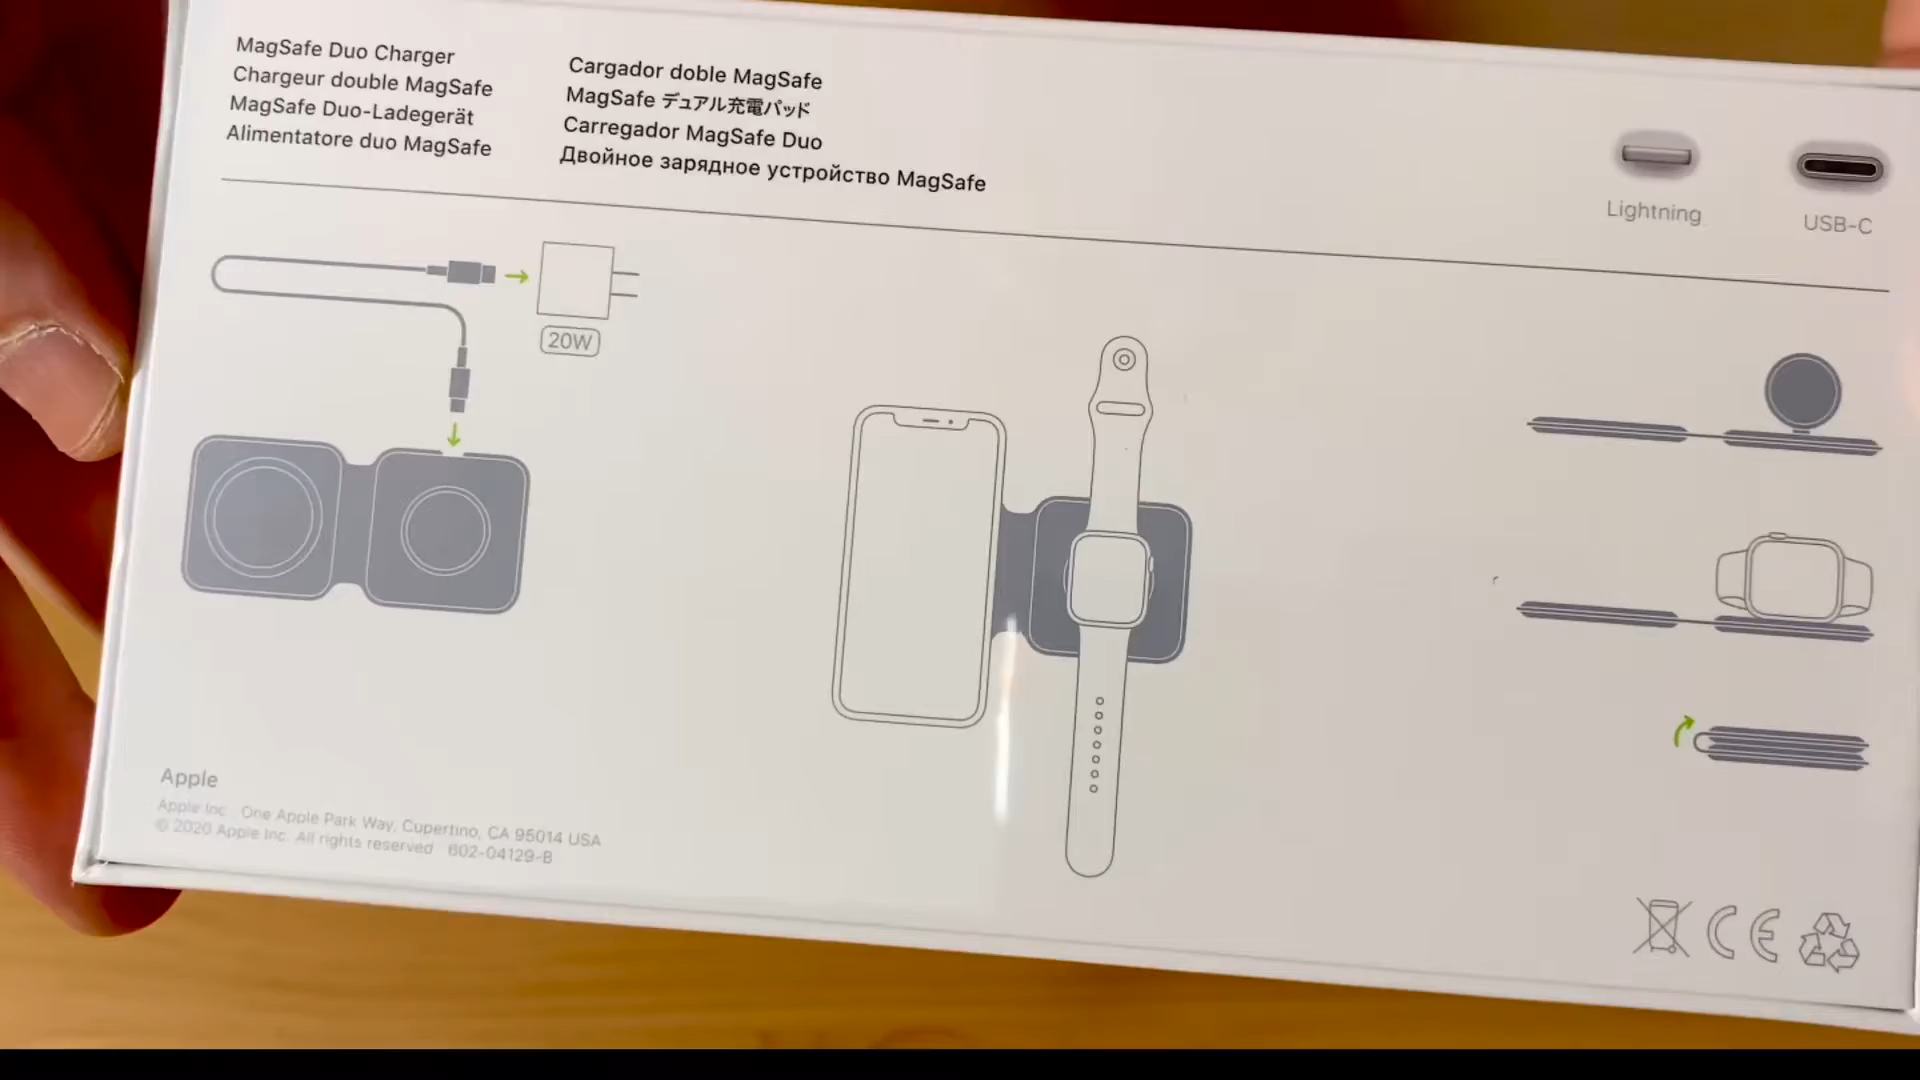 MagSafe Duo Charger
Chargeur double MagSafe
MagSafe Duo-Ladegerät
Alimentatore duo MagSafe
Cargador doble MagSafe
MagSafe デュアル充電パッド
Carregador MagSafe Duo
Двойное зарядное устройство MagSafe
Lightning
USB-C
20W
Apple
Apple Inc. One Apple Park Way, Cupertino, CA 95014 USA
© 2020 Apple Inc. All rights reserved 602-04129-B
CE